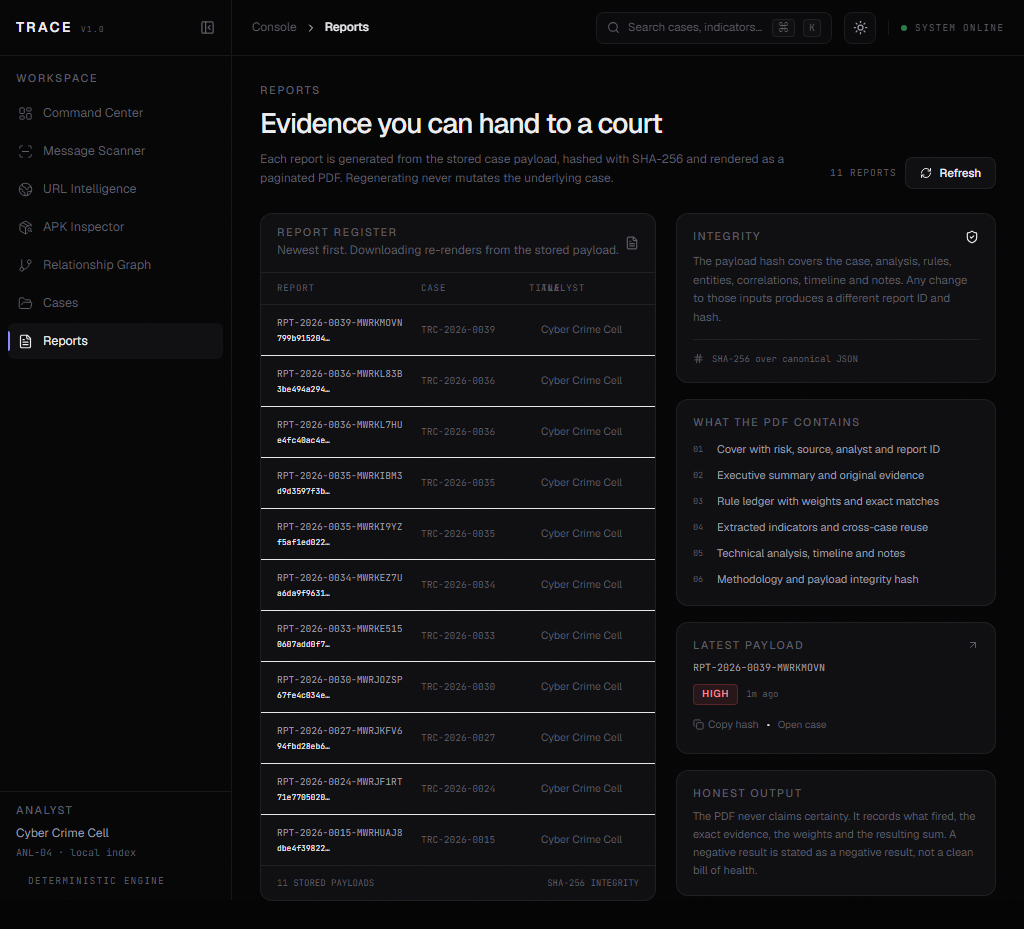 TRACE V1.0
Console > Reports
Search cases, indicators... ⌘ K
SYSTEM ONLINE
WORKSPACE
Command Center
Message Scanner
URL Intelligence
APK Inspector
Relationship Graph
Cases
Reports
ANALYST
Cyber Crime Cell
ANL-04 · local index
DETERMINISTIC ENGINE
REPORTS
Evidence you can hand to a court
Each report is generated from the stored case payload, hashed with SHA-256 and rendered as a
paginated PDF. Regenerating never mutates the underlying case.
11 REPORTS
Refresh
REPORT REGISTER
Newest first. Downloading re-renders from the stored payload.
REPORT CASE TITLE ANALYST
RPT-2026-0039-MWRKMOVN
799b915204…
TRC-2026-0039 Cyber Crime Cell
RPT-2026-0036-MWRKL83B
3be494a294…
TRC-2026-0036 Cyber Crime Cell
RPT-2026-0036-MWRKL7HU
e4fc40ac4e…
TRC-2026-0036 Cyber Crime Cell
RPT-2026-0035-MWRKIBM3
d9d3597f3b…
TRC-2026-0035 Cyber Crime Cell
RPT-2026-0035-MWRKI9YZ
f5af1ed022…
TRC-2026-0035 Cyber Crime Cell
RPT-2026-0034-MWRKEZ7U
a6da9f9631…
TRC-2026-0034 Cyber Crime Cell
RPT-2026-0033-MWRKE515
0607add0f7…
TRC-2026-0033 Cyber Crime Cell
RPT-2026-0030-MWRJOZSP
67fe4c034e…
TRC-2026-0030 Cyber Crime Cell
RPT-2026-0027-MWRJKFV6
94fbd28eb6…
TRC-2026-0027 Cyber Crime Cell
RPT-2026-0024-MWRJF1RT
71e7705020…
TRC-2026-0024 Cyber Crime Cell
RPT-2026-0015-MWRHUAJ8
dbe4f39822…
TRC-2026-0015 Cyber Crime Cell
11 STORED PAYLOADS SHA-256 INTEGRITY
INTEGRITY
The payload hash covers the case, analysis, rules,
entities, correlations, timeline and notes. Any change
to those inputs produces a different report ID and
hash.
# SHA-256 over canonical JSON
WHAT THE PDF CONTAINS
01 Cover with risk, source, analyst and report ID
02 Executive summary and original evidence
03 Rule ledger with weights and exact matches
04 Extracted indicators and cross-case reuse
05 Technical analysis, timeline and notes
06 Methodology and payload integrity hash
LATEST PAYLOAD
RPT-2026-0039-MWRKMOVN
HIGH 1m ago
Copy hash • Open case
HONEST OUTPUT
The PDF never claims certainty. It records what fired, the
exact evidence, the weights and the resulting sum. A
negative result is stated as a negative result, not a clean
bill of health.